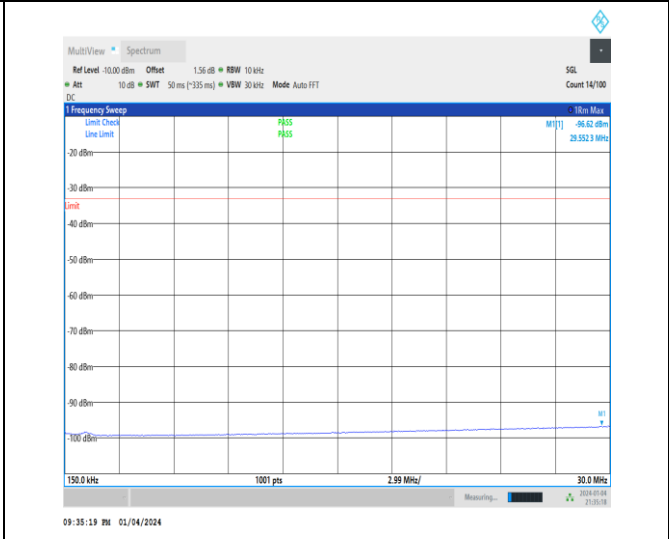 MultiView Spectrum
Ref Level -10.00 dBm Offset 1.56 dB RBW 10 kHz SGL
Att 10 dB SWT 50 ms (~335 ms) VBW 30 kHz Mode Auto FFT Count 14/100
DC
1 Frequency Sweep 1Rm Max
Limit Check PASS M1[1] -96.62 dBm
Line Limit PASS 29.5523 MHz
-20 dBm
-30 dBm
Limit
-40 dBm
-50 dBm
-60 dBm
-70 dBm
-80 dBm
-90 dBm
M1
-100 dBm
150.0 kHz 1001 pts 2.99 MHz/ 30.0 MHz
Measuring... 2024-01-04
21:35:18
09:35:19 PM 01/04/2024